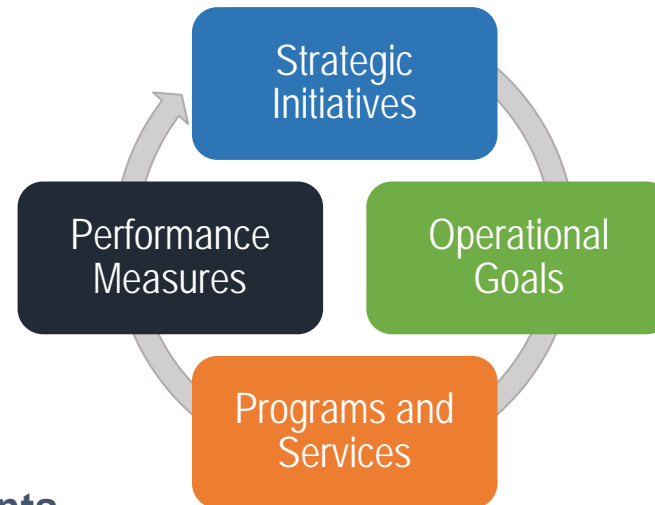 Strategic
Initiatives
Performance
Measures
Operational
Goals
Programs and
Services